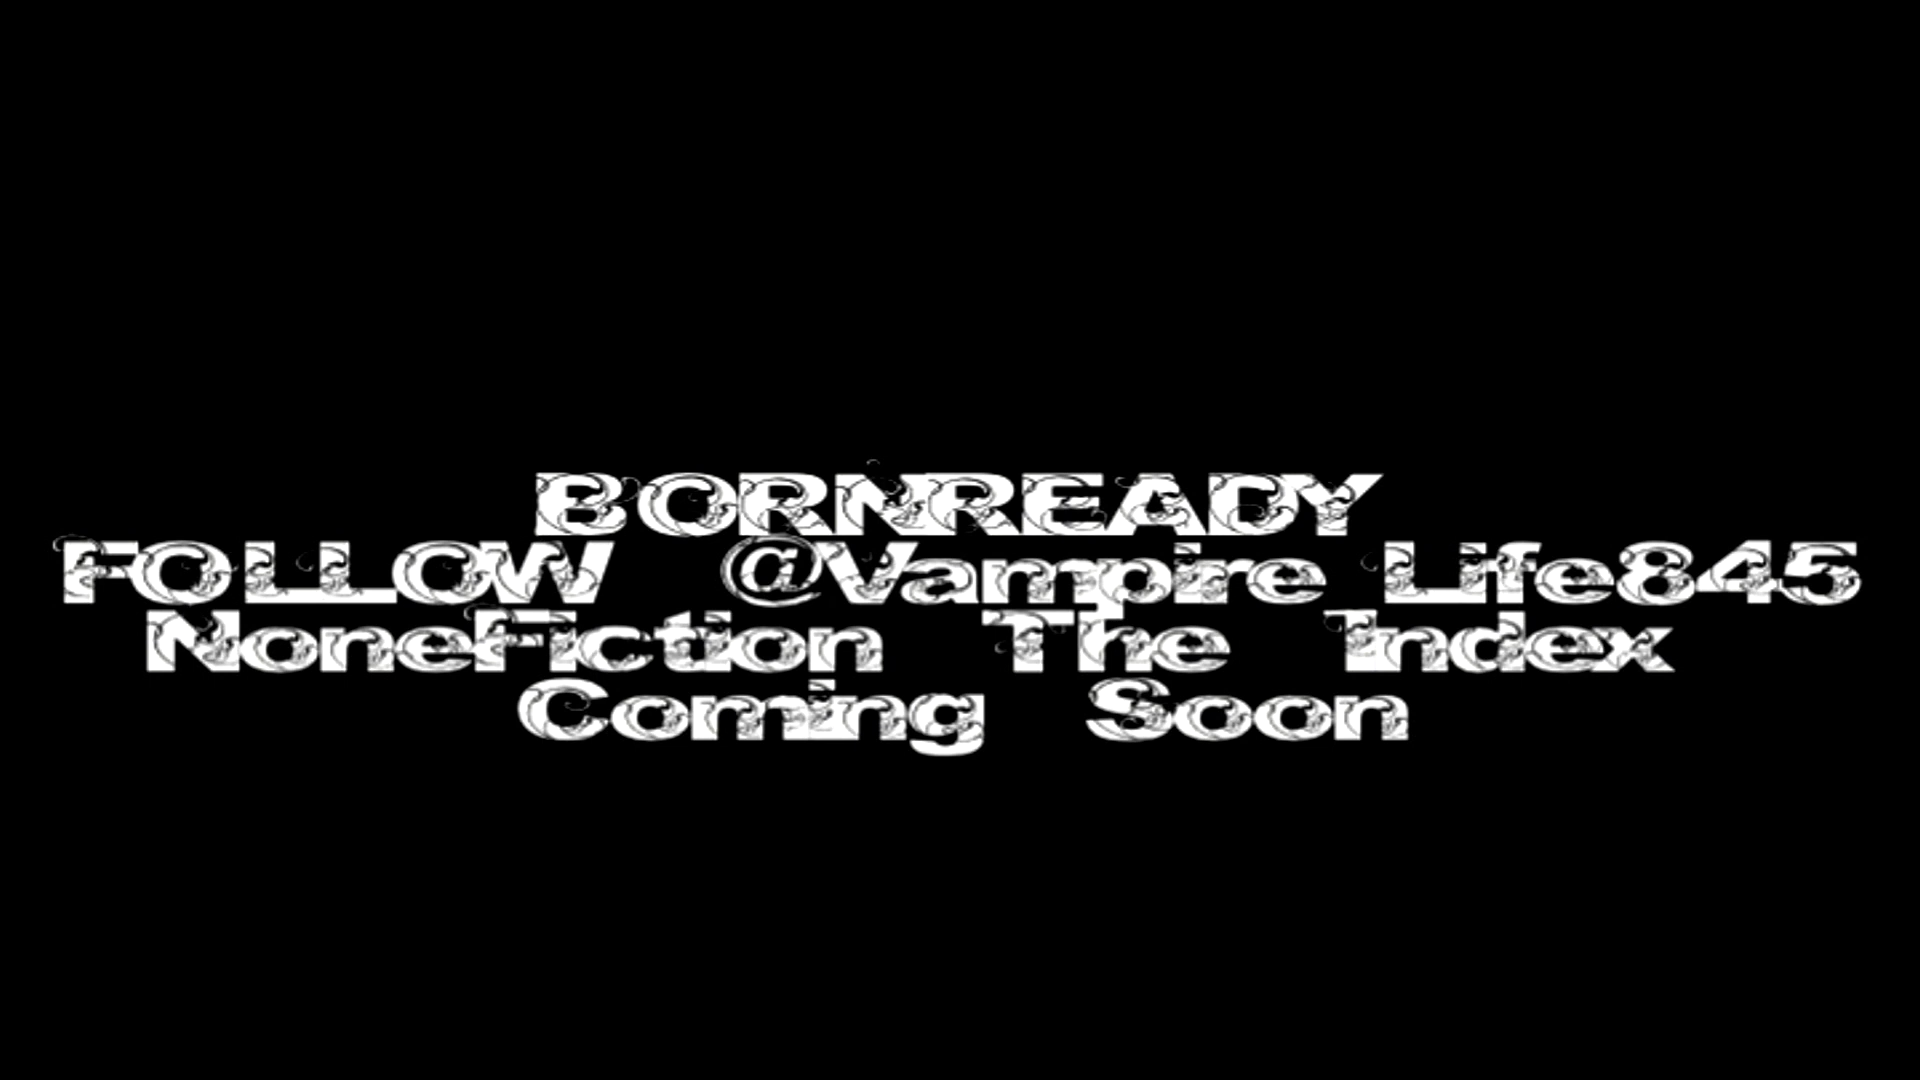 BORNREADY
FOLLOW @Vampire Life845
NoneFiction The Index
Coming Soon